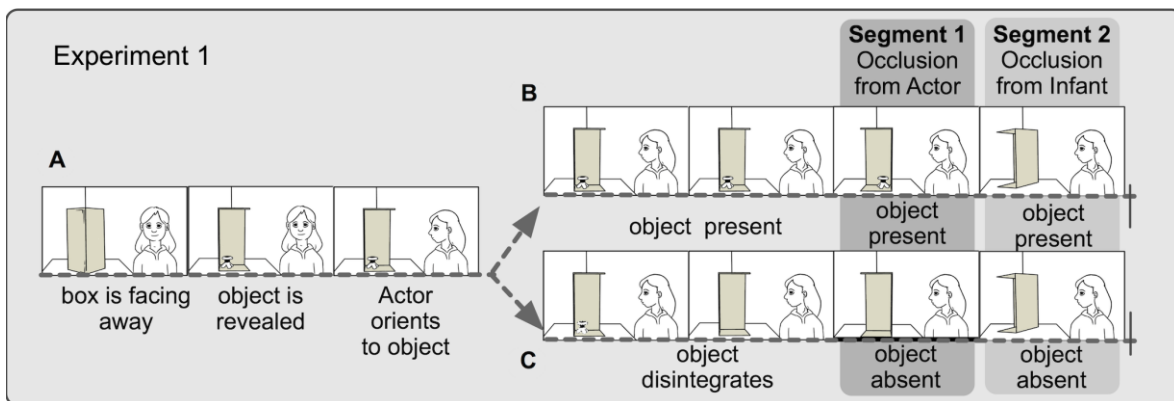 Experiment 1
A
box is facing
away
object is
revealed
Actor
orients
to object
B
Segment 1
Occlusion
from Actor
Segment 2
Occlusion
from Infant
object present
object
present
object
present
C
object
disintegrates
object
absent
object
absent